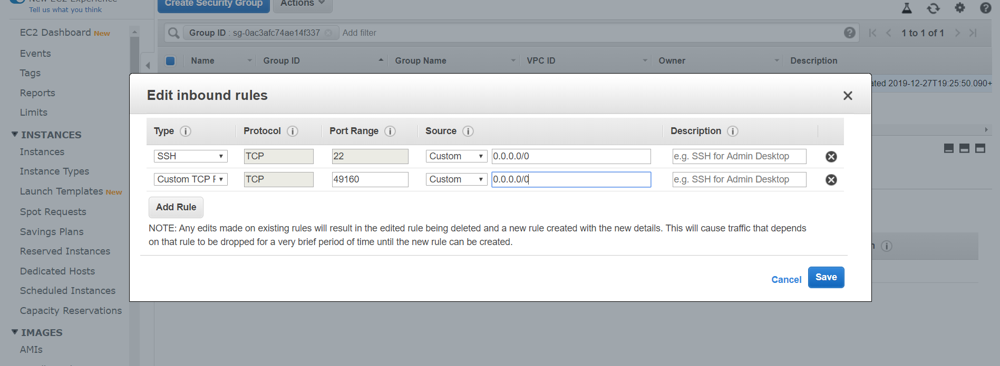 New EC2 Experience
Tell us what you think
EC2 Dashboard New
Events
Tags
Reports
Limits
INSTANCES
Instances
Instance Types
Launch Templates New
Spot Requests
Savings Plans
Reserved Instances
Dedicated Hosts
Scheduled Instances
Capacity Reservations
IMAGES
AMIs
Create Security Group Actions
Group ID : sg-0ac3afc74ae14f337 Add filter 1 to 1 of 1
Name Group ID Group Name VPC ID Owner Description
ated 2019-12-27T19:25:50.090+
Edit inbound rules
Type Protocol Port Range Source Description
SSH TCP 22 Custom 0.0.0.0/0 e.g. SSH for Admin Desktop
Custom TCP F TCP 49160 Custom 0.0.0.0/0 e.g. SSH for Admin Desktop
Add Rule
NOTE: Any edits made on existing rules will result in the edited rule being deleted and a new rule created with the new details. This will cause traffic that depends
on that rule to be dropped for a very brief period of time until the new rule can be created.
Cancel Save